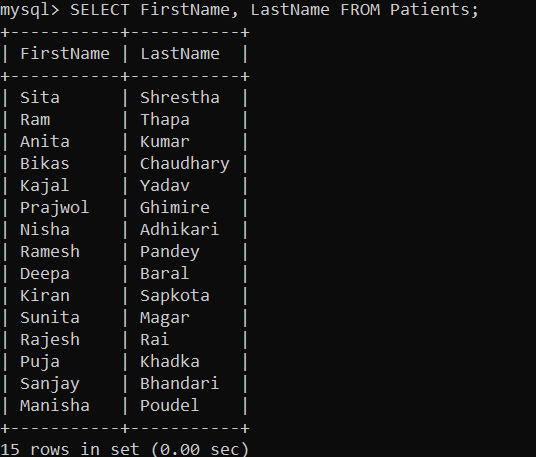 mysql> SELECT FirstName, LastName FROM Patients;
+-----------+-----------+
| FirstName | LastName  |
+-----------+-----------+
| Sita      | Shrestha  |
| Ram       | Thapa     |
| Anita     | Kumar     |
| Bikas     | Chaudhary |
| Kajal     | Yadav     |
| Prajwol   | Ghimire   |
| Nisha     | Adhikari  |
| Ramesh    | Pandey    |
| Deepa     | Baral     |
| Kiran     | Sapkota   |
| Sunita    | Magar     |
| Rajesh    | Rai       |
| Puja      | Khadka    |
| Sanjay    | Bhandari  |
| Manisha   | Poudel    |
+-----------+-----------+
15 rows in set (0.00 sec)